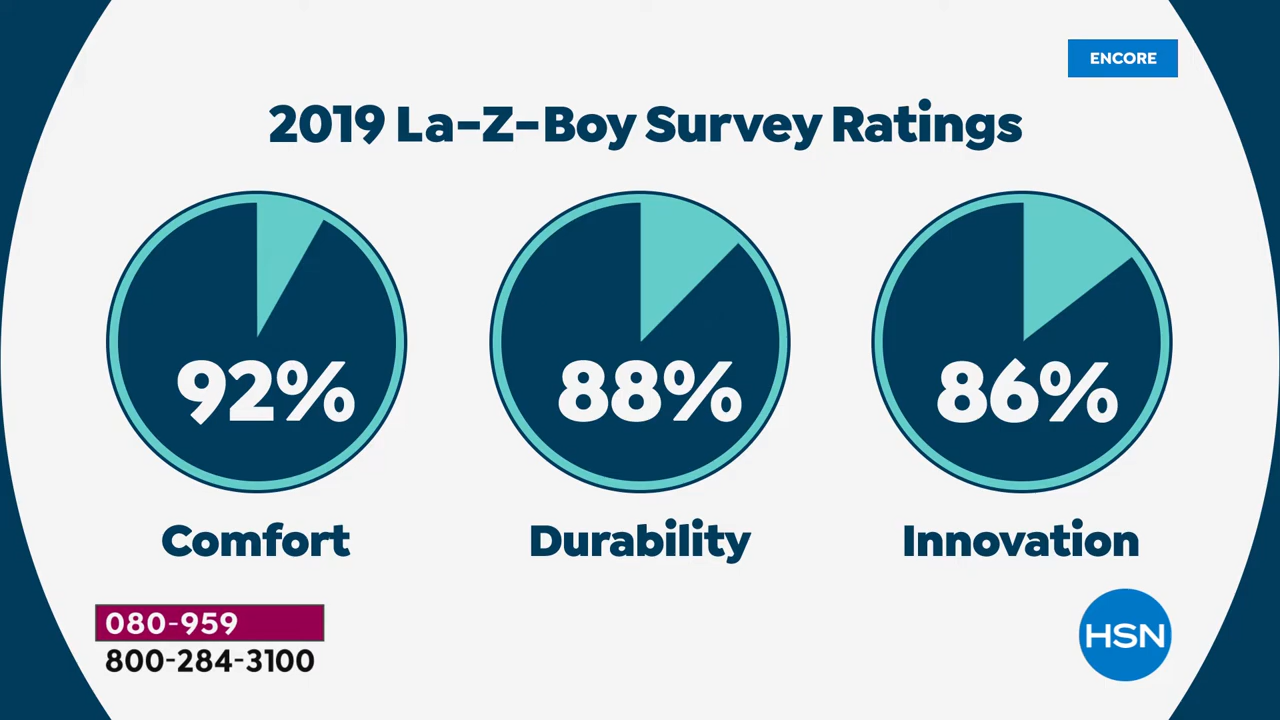 ENCORE
2019 La-Z-Boy Survey Ratings
92%
88%
86%
Comfort
Durability
Innovation
080-959
800-284-3100
HSN